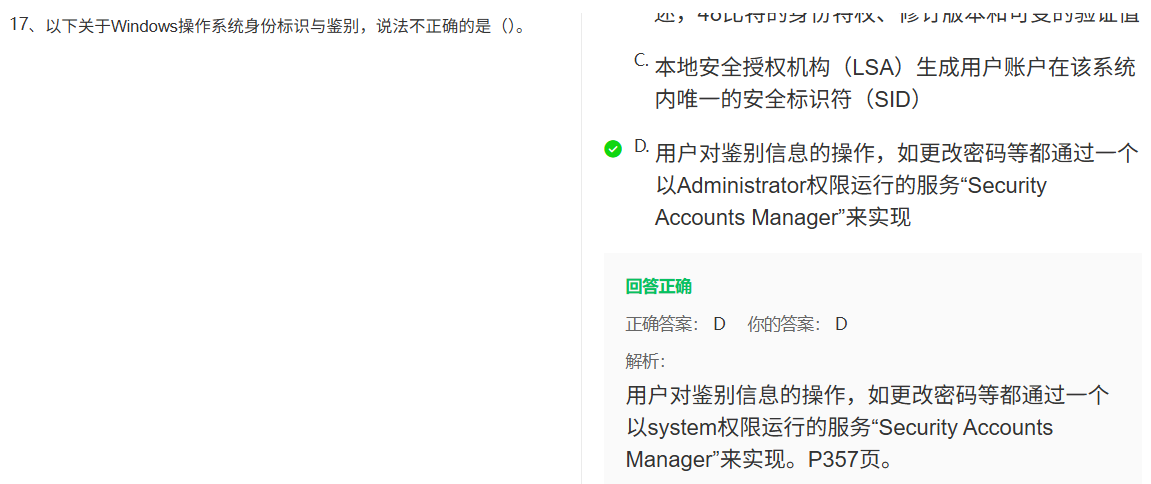 17、以下关于Windows操作系统身份标识与鉴别，说法不正确的是（）。
述，48比特的身份特权、修订版本和可变的验证值
C. 本地安全授权机构（LSA）生成用户账户在该系统
内唯一的安全标识符（SID）
D. 用户对鉴别信息的操作，如更改密码等都通过一个
以Administrator权限运行的服务“Security
Accounts Manager”来实现
回答正确
正确答案： D 你的答案： D
解析：
用户对鉴别信息的操作，如更改密码等都通过一个
以system权限运行的服务“Security Accounts
Manager”来实现。P357页。